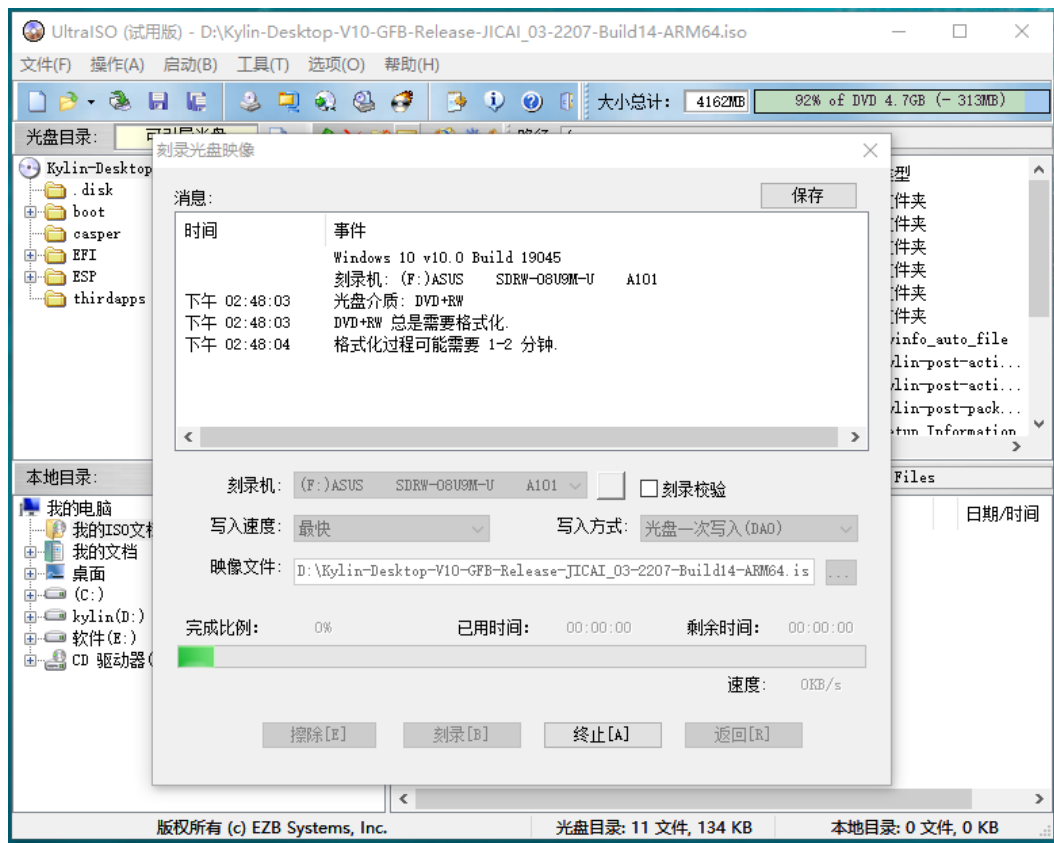 UltraISO (试用版) - D:\Kylin-Desktop-V10-GFB-Release-JICAI_03-2207-Build14-ARM64.iso
文件(F) 操作(A) 启动(B) 工具(T) 选项(O) 帮助(H)
大小总计: 4162MB 92% of DVD 4.7GB (- 313MB)
光盘目录: 可引导光盘 路径: /
刻录光盘映像
Kylin-Desktop
.disk
boot
casper
EFI
ESP
thirdapps
消息: 保存
时间 事件
Windows 10 v10.0 Build 19045
刻录机: (F:)ASUS SDRW-08U9M-U A101
下午 02:48:03 光盘介质: DVD+RW
下午 02:48:03 DVD+RW 总是需要格式化.
下午 02:48:04 格式化过程可能需要 1-2 分钟.
型
件夹
件夹
件夹
件夹
件夹
件夹
info_auto_file
lin-post-acti...
lin-post-acti...
lin-post-pack...
tup Information
刻录机: (F:)ASUS SDRW-08U9M-U A101 刻录校验
写入速度: 最快 写入方式: 光盘一次写入(DAO)
映像文件: D:\Kylin-Desktop-V10-GFB-Release-JICAI_03-2207-Build14-ARM64.is ...
完成比例: 0% 已用时间: 00:00:00 剩余时间: 00:00:00
速度: 0KB/s
擦除[E] 刻录[B] 终止[A] 返回[R]
本地目录: Files
我的电脑
我的ISO文档
我的文档
桌面
(C:)
kylin(D:)
软件(E:)
CD 驱动器(
日期/时间
版权所有 (c) EZB Systems, Inc. 光盘目录: 11 文件, 134 KB 本地目录: 0 文件, 0 KB